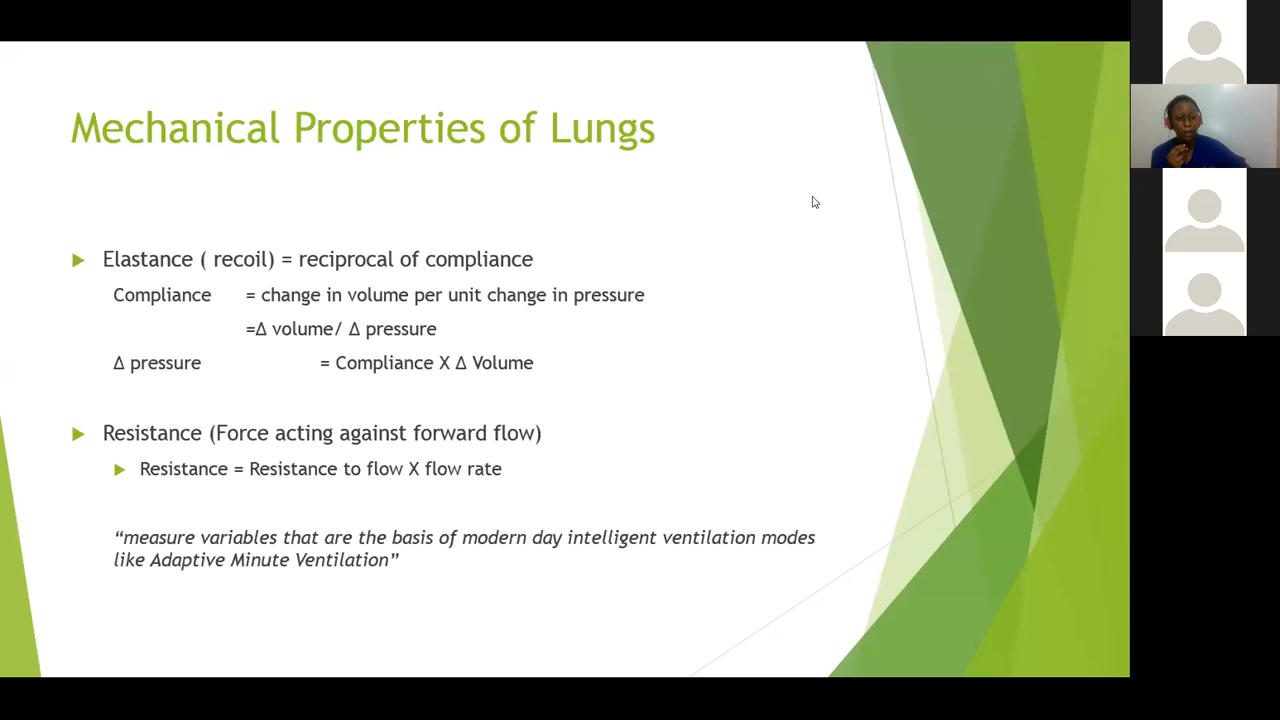 Mechanical Properties of Lungs
Elastance ( recoil) = reciprocal of compliance
Compliance = change in volume per unit change in pressure
=Δ volume/ Δ pressure
Δ pressure = Compliance X Δ Volume
Resistance (Force acting against forward flow)
Resistance = Resistance to flow X flow rate
“measure variables that are the basis of modern day intelligent ventilation modes
like Adaptive Minute Ventilation”